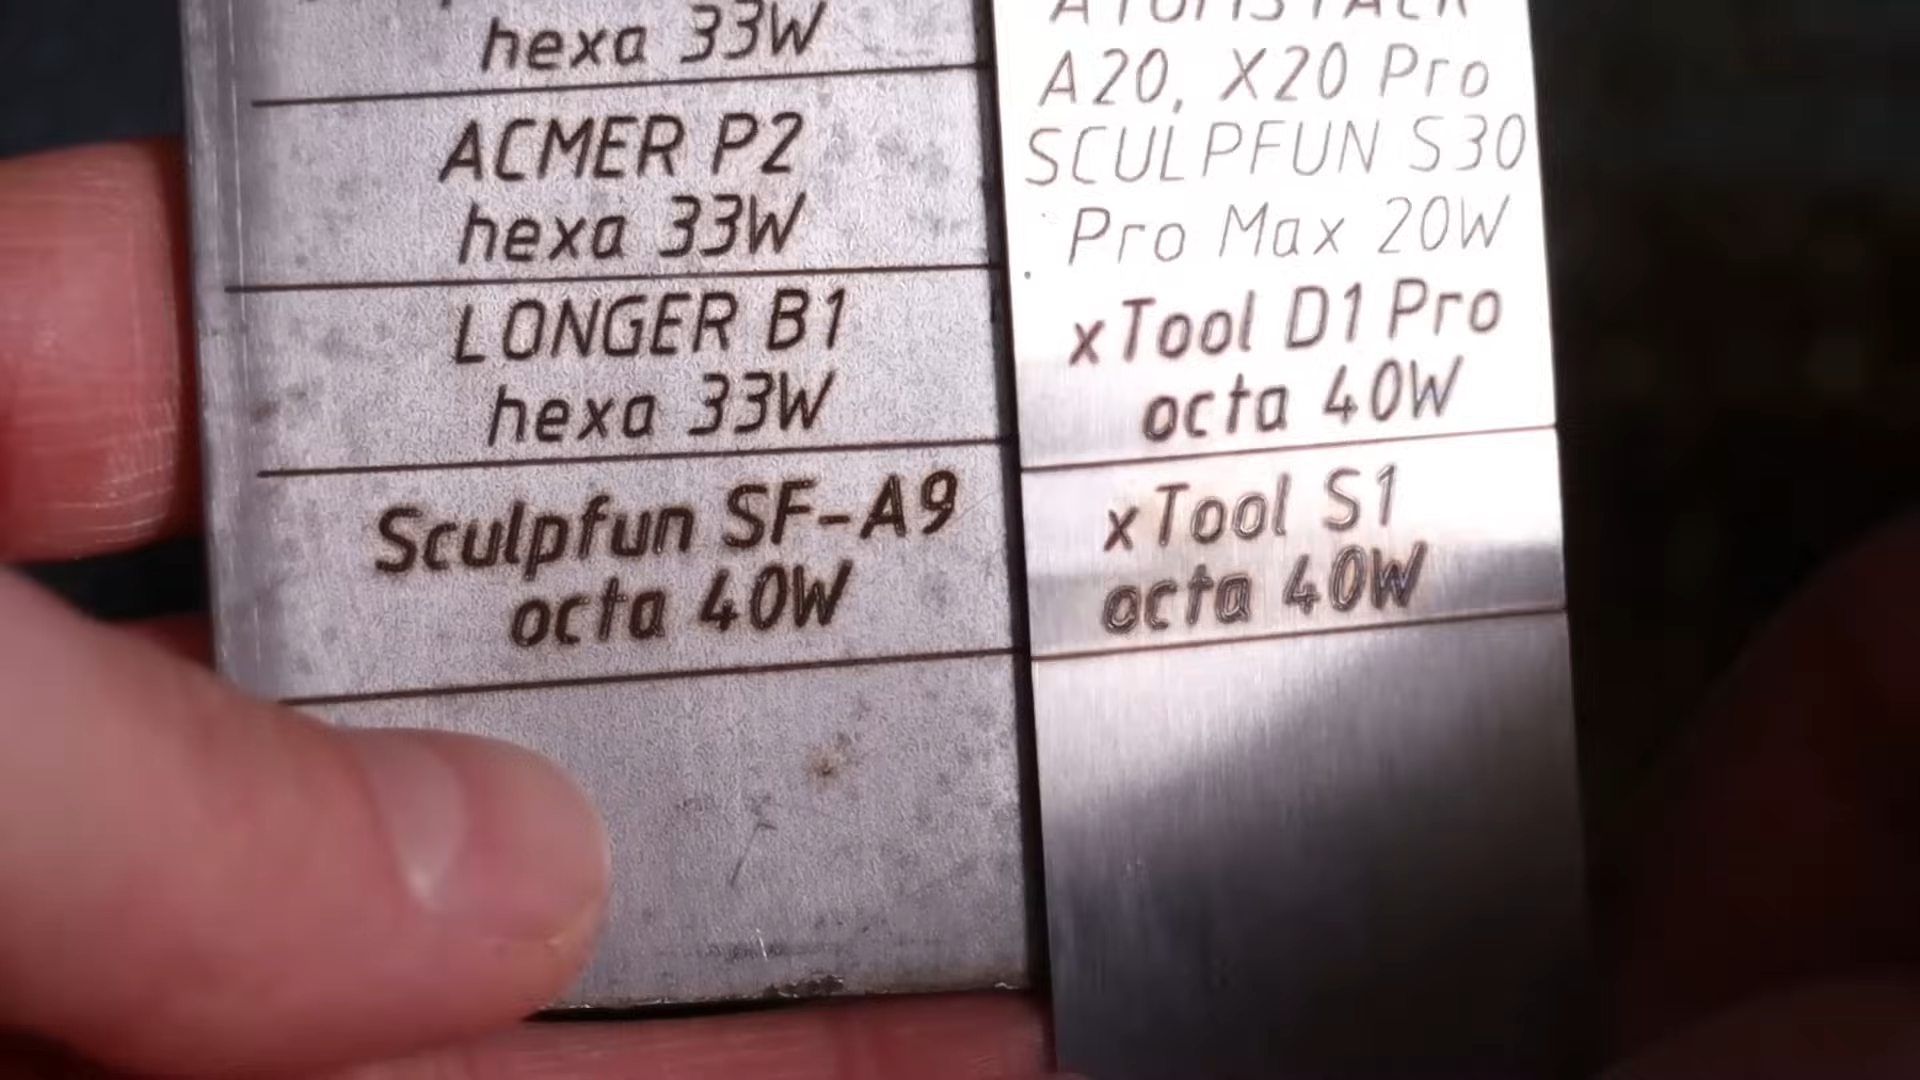 hexa 33W
ACMER P2
hexa 33W
LONGER B1
hexa 33W
Sculpfun SF-A9
octa 40W
ATOMSTACK
A20, X20 Pro
SCULPFUN S30
Pro Max 20W
xTool D1 Pro
octa 40W
xTool S1
octa 40W